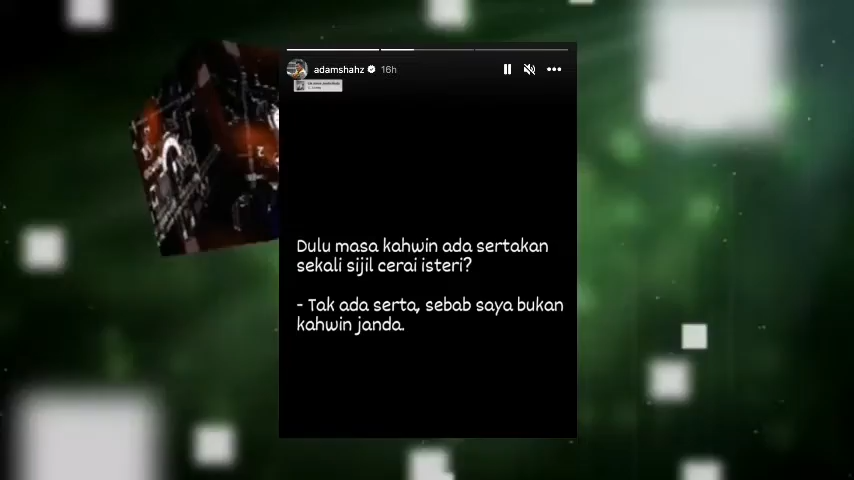 adamshahz 16h
Dulu masa kahwin ada sertakan
sekali sijil cerai isteri?
- Tak ada serta, sebab saya bukan
kahwin janda.